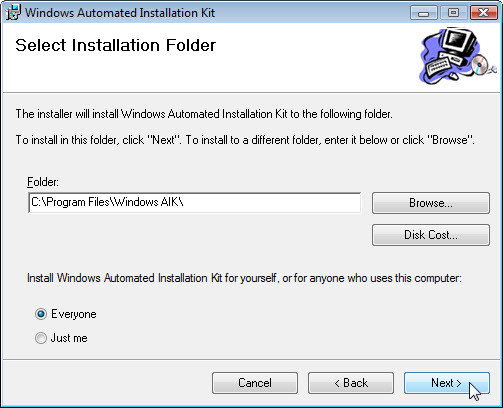 Windows Automated Installation Kit
Select Installation Folder
The installer will install Windows Automated Installation Kit to the following folder.
To install in this folder, click "Next". To install to a different folder, enter it below or click "Browse".
Folder:
C:\Program Files\Windows AIK\
Browse...
Disk Cost...
Install Windows Automated Installation Kit for yourself, or for anyone who uses this computer:
Everyone
Just me
Cancel
< Back
Next >